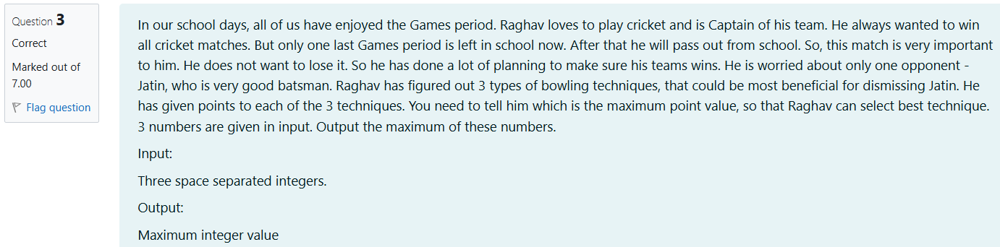 Question 3
Correct
Marked out of
7.00
Flag question
In our school days, all of us have enjoyed the Games period. Raghav loves to play cricket and is Captain of his team. He always wanted to win
all cricket matches. But only one last Games period is left in school now. After that he will pass out from school. So, this match is very important
to him. He does not want to lose it. So he has done a lot of planning to make sure his teams wins. He is worried about only one opponent -
Jatin, who is very good batsman. Raghav has figured out 3 types of bowling techniques, that could be most beneficial for dismissing Jatin. He
has given points to each of the 3 techniques. You need to tell him which is the maximum point value, so that Raghav can select best technique.
3 numbers are given in input. Output the maximum of these numbers.
Input:
Three space separated integers.
Output:
Maximum integer value